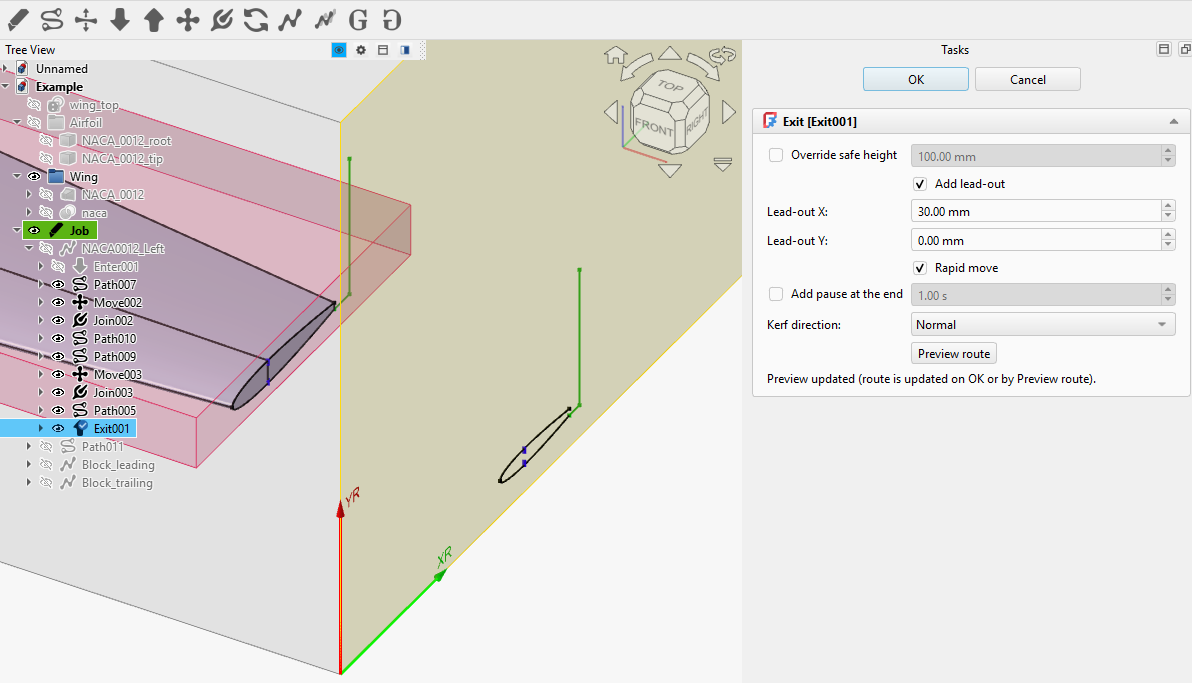 Tree View
Unnamed
Example
wing_top
Airfoil
NACA_0012_root
NACA_0012_tip
Wing
NACA_0012
naca
Job
NACA0012_Left
Enter001
Path007
Move002
Join002
Path010
Path009
Move003
Join003
Path005
Exit001
Path011
Block_leading
Block_trailing
TOP
FRONT
RIGHT
YR
XR
Tasks
OK Cancel
Exit [Exit001]
Override safe height 100.00 mm
Add lead-out
Lead-out X: 30.00 mm
Lead-out Y: 0.00 mm
Rapid move
Add pause at the end 1.00 s
Kerf direction: Normal
Preview route
Preview updated (route is updated on OK or by Preview route).